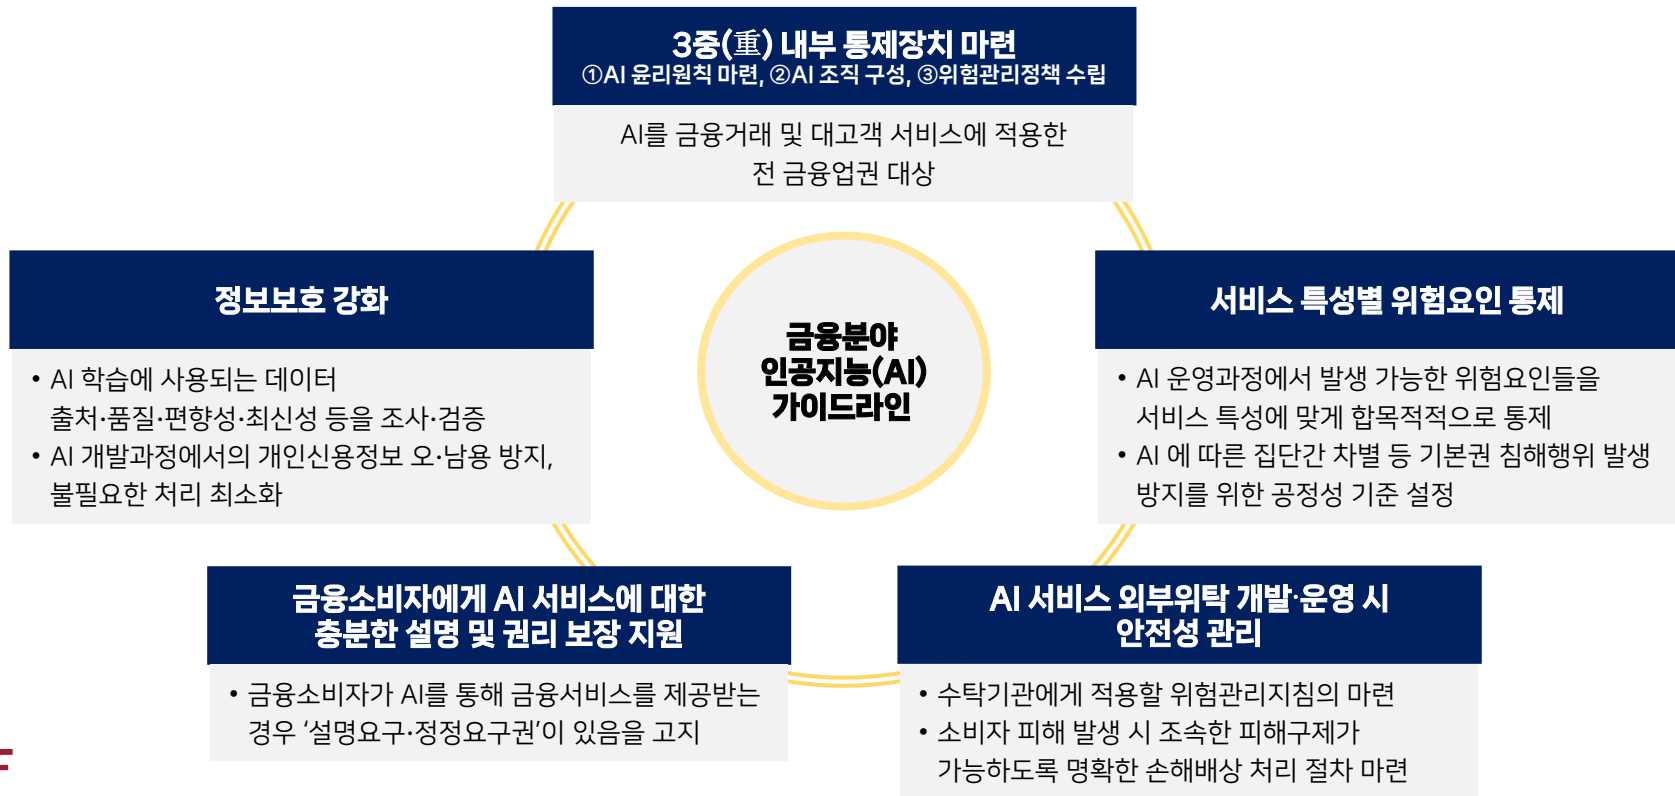 3중(重) 내부 통제장치 마련
①AI 윤리원칙 마련, ②AI 조직 구성, ③위험관리정책 수립
AI를 금융거래 및 대고객 서비스에 적용한
전 금융업권 대상
정보보호 강화
• AI 학습에 사용되는 데이터
출처·품질·편향성·최신성 등을 조사·검증
• AI 개발과정에서의 개인신용정보 오·남용 방지,
불필요한 처리 최소화
금융분야
인공지능(AI)
가이드라인
서비스 특성별 위험요인 통제
• AI 운영과정에서 발생 가능한 위험요인들을
서비스 특성에 맞게 합목적적으로 통제
• AI 에 따른 집단간 차별 등 기본권 침해행위 발생
방지를 위한 공정성 기준 설정
금융소비자에게 AI 서비스에 대한
충분한 설명 및 권리 보장 지원
• 금융소비자가 AI를 통해 금융서비스를 제공받는
경우 ‘설명요구·정정요구권’이 있음을 고지
AI 서비스 외부위탁 개발·운영 시
안전성 관리
• 수탁기관에게 적용할 위험관리지침의 마련
• 소비자 피해 발생 시 조속한 피해구제가
가능하도록 명확한 손해배상 처리 절차 마련